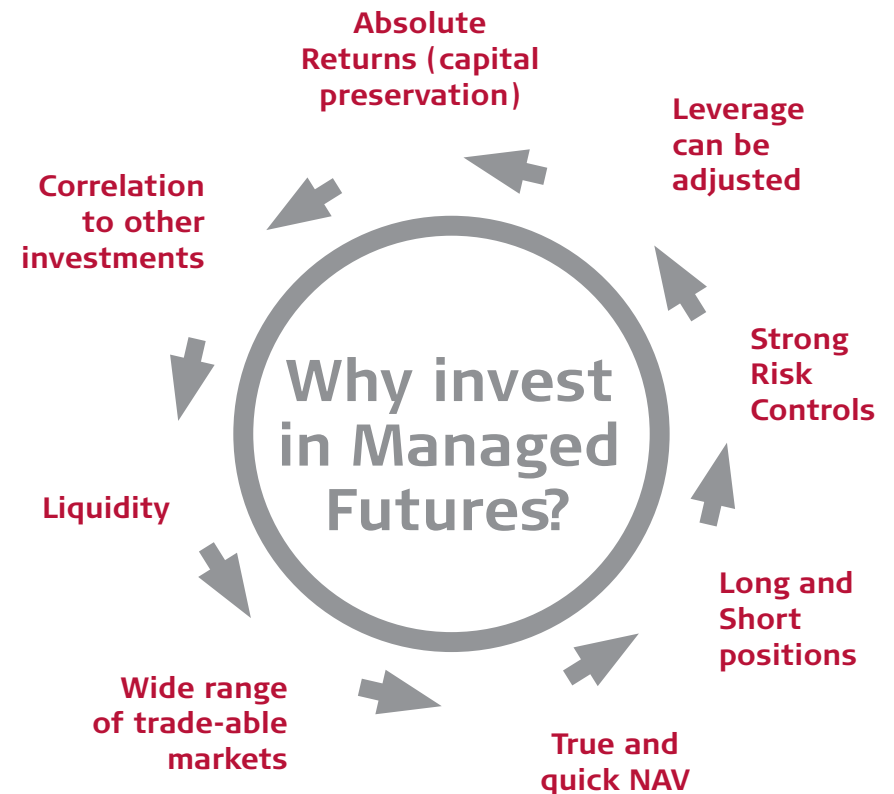 Absolute
Returns (capital
preservation)
Leverage
can be
adjusted
Correlation
to other
investments
Strong
Risk
Controls
Why invest
in Managed
Futures?
Liquidity
Long and
Short
positions
Wide range
of trade-able
markets
True and
quick NAV